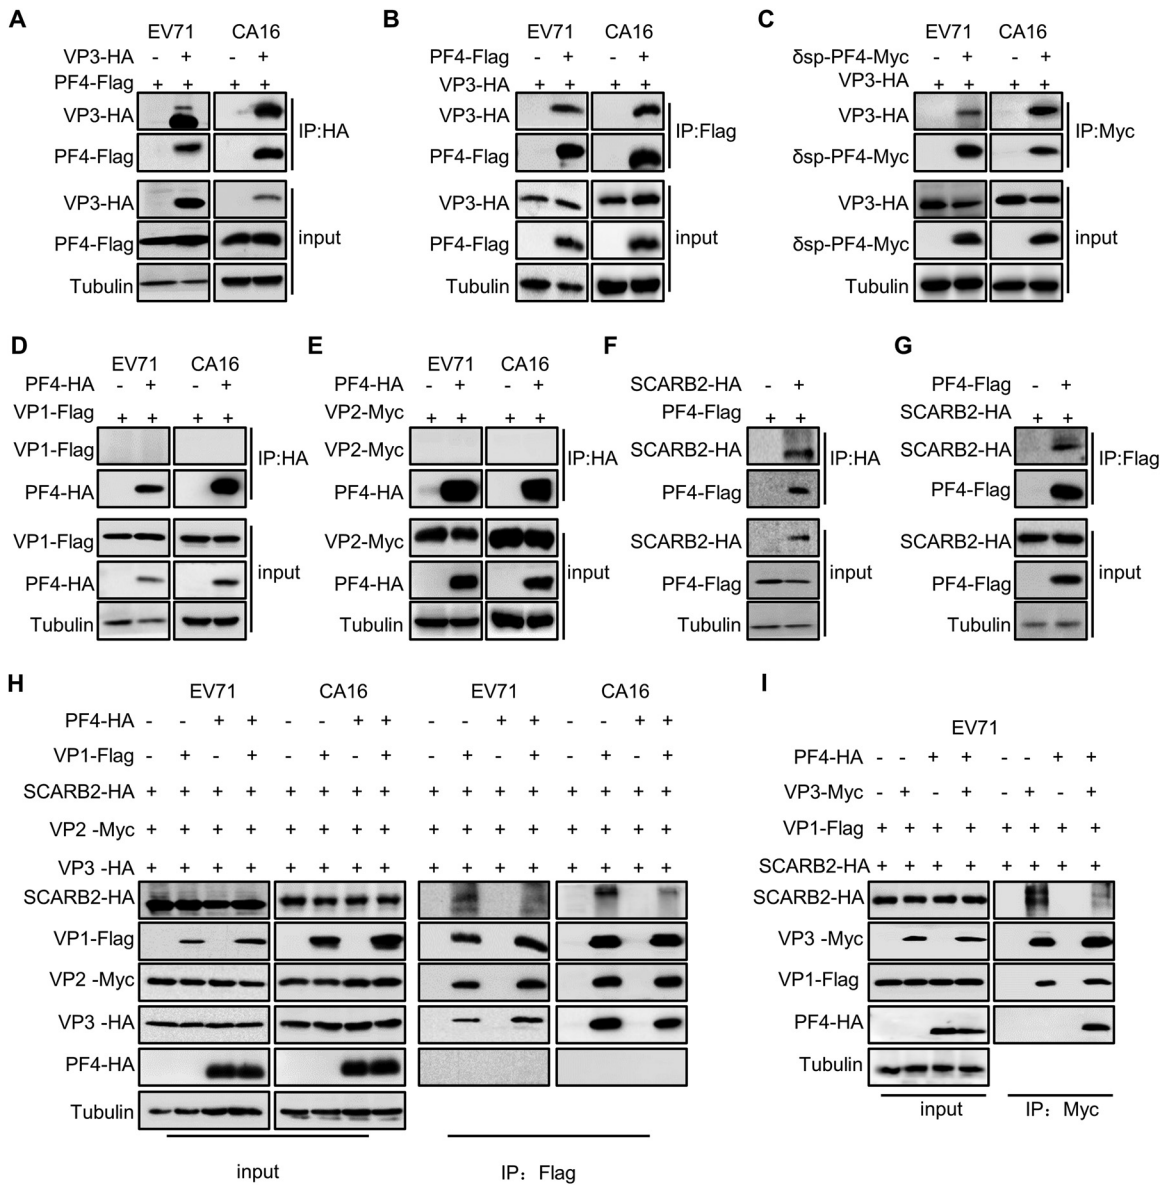 A
EV71 CA16
VP3-HA - + - +
PF4-Flag + + + +
VP3-HA
IP:HA
PF4-Flag
VP3-HA
PF4-Flag
input
Tubulin
B
EV71 CA16
PF4-Flag - + - +
VP3-HA + + + +
VP3-HA
IP:Flag
PF4-Flag
VP3-HA
PF4-Flag
input
Tubulin
C
EV71 CA16
δsp-PF4-Myc - + - +
VP3-HA + + + +
VP3-HA
IP:Myc
δsp-PF4-Myc
VP3-HA
δsp-PF4-Myc
input
Tubulin
D
EV71 CA16
PF4-HA - + - +
VP1-Flag + + + +
VP1-Flag
IP:HA
PF4-HA
VP1-Flag
PF4-HA
input
Tubulin
E
EV71 CA16
PF4-HA - + - +
VP2-Myc + + + +
VP2-Myc
IP:HA
PF4-HA
VP2-Myc
PF4-HA
input
Tubulin
F
SCARB2-HA - +
PF4-Flag + +
SCARB2-HA
IP:HA
PF4-Flag
SCARB2-HA
PF4-Flag
input
Tubulin
G
PF4-Flag - +
SCARB2-HA + +
SCARB2-HA
IP:Flag
PF4-Flag
SCARB2-HA
PF4-Flag
input
Tubulin
H
EV71 CA16 EV71 CA16
PF4-HA - - + + - - + + - - + + - - + +
VP1-Flag - + - + - + - + - + - + - + - +
SCARB2-HA + + + + + + + + + + + + + + + +
VP2 -Myc + + + + + + + + + + + + + + + +
VP3 -HA + + + + + + + + + + + + + + + +
SCARB2-HA
VP1-Flag
VP2 -Myc
VP3 -HA
PF4-HA
Tubulin
input IP: Flag
I
EV71
PF4-HA - - + + - - + +
VP3-Myc - + - + - + - +
VP1-Flag + + + + + + + +
SCARB2-HA + + + + + + + +
SCARB2-HA
VP3 -Myc
VP1-Flag
PF4-HA
Tubulin
input IP: Myc